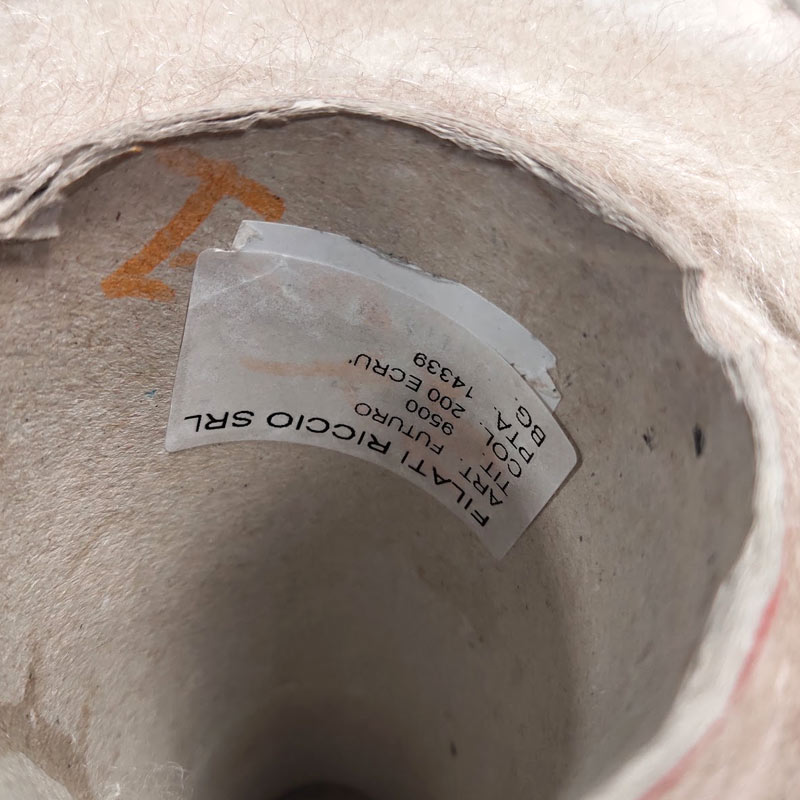 FILATI RICCIO SRL
ART. FUTURO
TIT. 9500
COL. 200 ECRU'
PTA. 14339
BG.